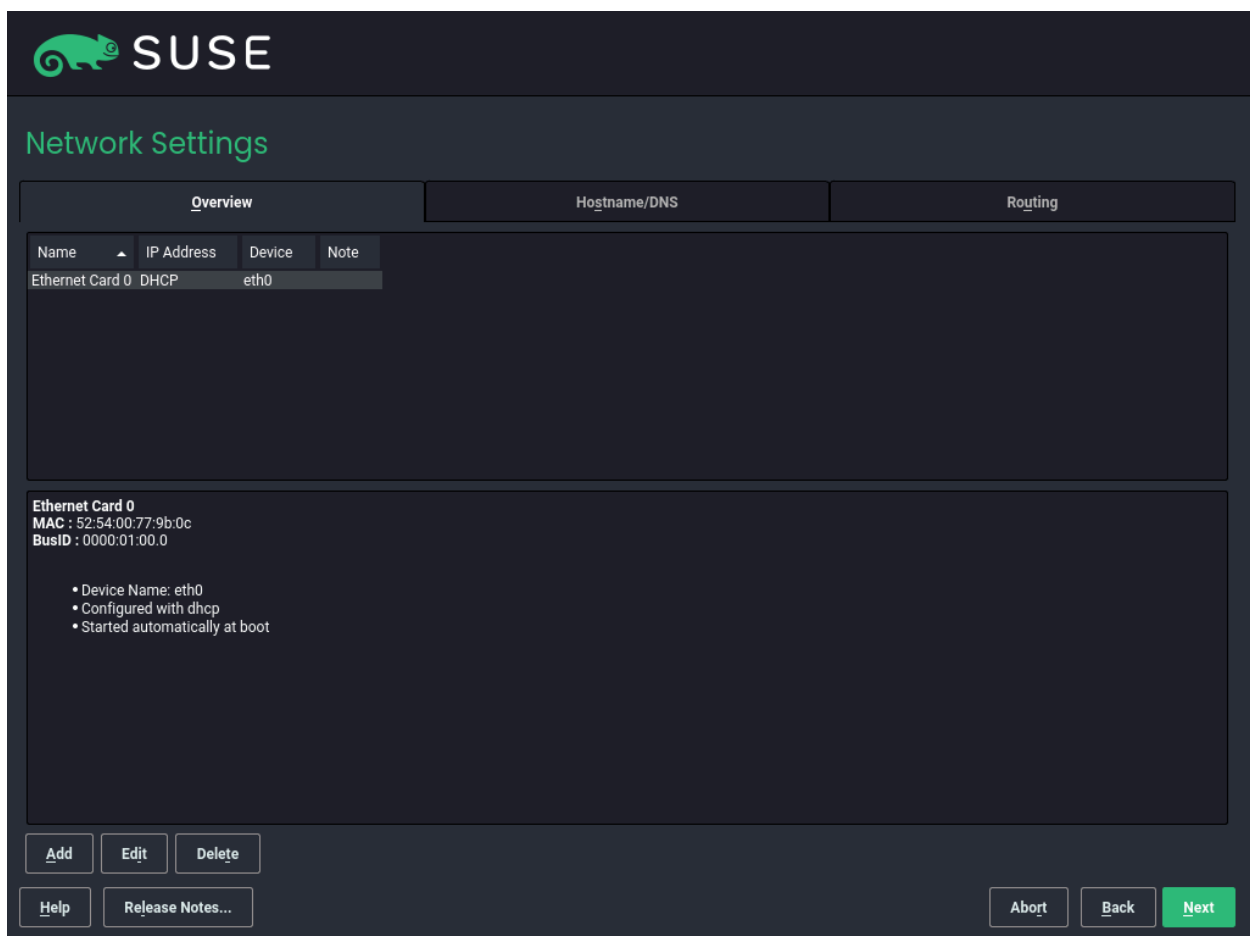 SUSE
Network Settings
Overview Hostname/DNS Routing
Name IP Address Device Note
Ethernet Card 0 DHCP eth0
Ethernet Card 0
MAC : 52:54:00:77:9b:0c
BusID : 0000:01:00.0
• Device Name: eth0
• Configured with dhcp
• Started automatically at boot
Add Edit Delete
Help Release Notes... Abort Back Next